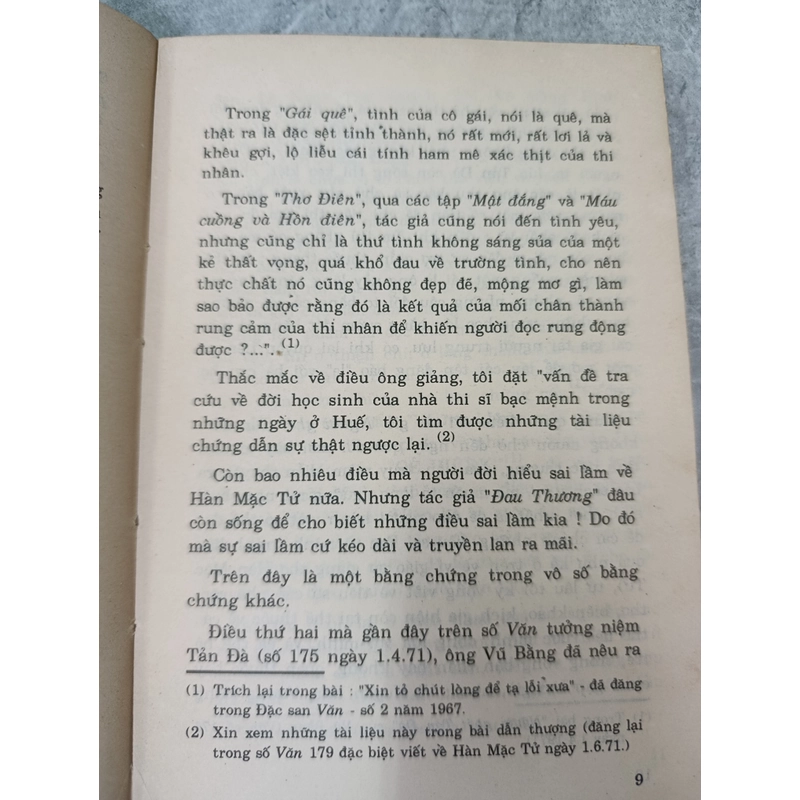 Trong "Gái quê", tình của cô gái, nói là quê, mà
thật ra là đặc sệt tỉnh thành, nó rất mới, rất lơi lả và
khêu gợi, lộ liễu cái tính ham mê xác thịt của thi
nhân.
Trong "Thơ Điên", qua các tập "Mật đắng" và "Máu
cuồng và Hồn điên", tác giả cũng nói đến tình yêu,
nhưng cũng chỉ là thứ tình không sáng sủa của một
kẻ thất vọng, quá khổ đau về trường tình, cho nên
thực chất nó cũng không đẹp đẽ, mộng mơ gì, làm
sao bảo được rằng đó là kết quả của mối chân thành
rung cảm của thi nhân để khiến người đọc rung động
được ?...". (1)
Thắc mắc về điều ông giảng, tôi đặt "vấn đề tra
cứu về đời học sinh của nhà thi sĩ bạc mệnh trong
những ngày ở Huế, tôi tìm được những tài liệu
chứng dẫn sự thật ngược lại. (2)
Còn bao nhiêu điều mà người đời hiểu sai lầm về
Hàn Mặc Tử nữa. Nhưng tác giả "Đau Thương" đâu
còn sống để cho biết những điều sai lầm kia ! Do đó
mà sự sai lầm cứ kéo dài và truyền lan ra mãi.
Trên đây là một bằng chứng trong vô số bằng
chứng khác.
Điều thứ hai mà gần đây trên số Văn tưởng niệm
Tản Đà (số 175 ngày 1.4.71), ông Vũ Bằng đã nêu ra
(1) Trích lại trong bài : "Xin tỏ chút lòng để tạ lỗi xưa" - đã đăng
trong Đặc san Văn - số 2 năm 1967.
(2) Xin xem những tài liệu này trong bài dẫn thượng (đăng lại
trong số Văn 179 đặc biệt viết về Hàn Mặc Tử ngày 1.6.71.)
9